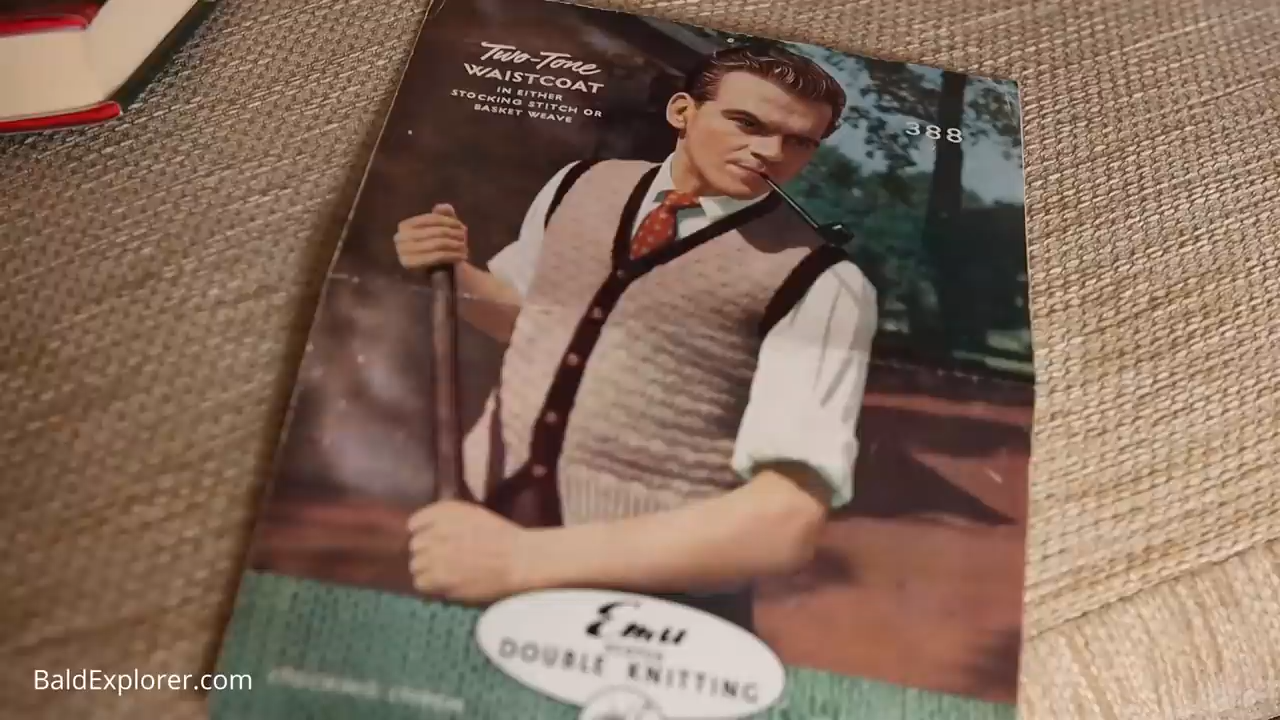 Two-Tone
WAISTCOAT
IN EITHER
STOCKING STITCH OR
BASKET WEAVE
388
Emu
DOUBLE KNITTING
BaldExplorer.com